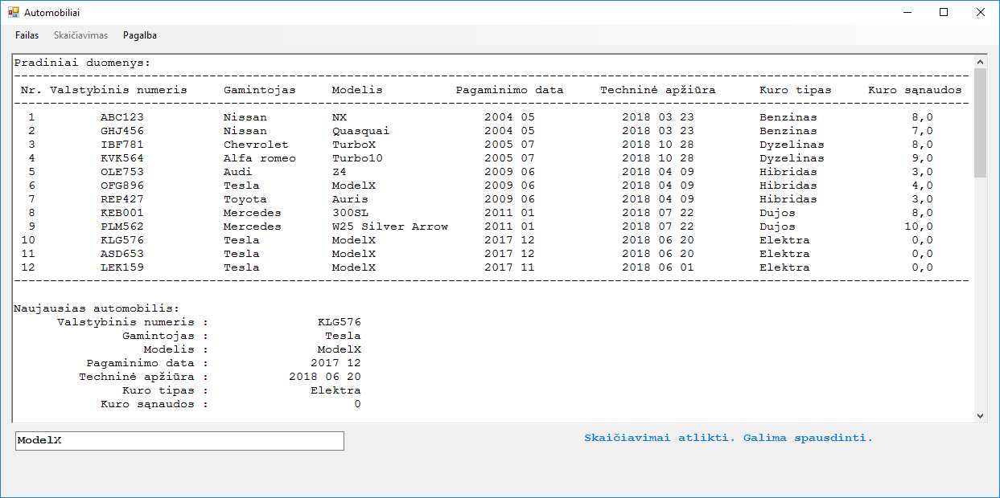 Automobiliai
Failas Skaičiavimas Pagalba
Pradiniai duomenys:
------------------------------------------------------------------------------------------------------------------------------------
Nr. Valstybinis numeris Gamintojas Modelis Pagaminimo data Techninė apžiūra Kuro tipas Kuro sąnaudos
------------------------------------------------------------------------------------------------------------------------------------
1 ABC123 Nissan NX 2004 05 2018 03 23 Benzinas 8,0
2 GHJ456 Nissan Quasquai 2004 05 2018 03 23 Benzinas 7,0
3 IBF781 Chevrolet TurboX 2005 07 2018 10 28 Dyzelinas 8,0
4 KVK564 Alfa romeo Turbo10 2005 07 2018 10 28 Dyzelinas 9,0
5 OLE753 Audi Z4 2009 06 2018 04 09 Hibridas 3,0
6 OFG896 Tesla ModelX 2009 06 2018 04 09 Hibridas 4,0
7 REP427 Toyota Auris 2009 06 2018 04 09 Hibridas 3,0
8 KEB001 Mercedes 300SL 2011 01 2018 07 22 Dujos 8,0
9 PLM562 Mercedes W25 Silver Arrow 2011 01 2018 07 22 Dujos 10,0
10 KLG576 Tesla ModelX 2017 12 2018 06 20 Elektra 0,0
11 ASD653 Tesla ModelX 2017 12 2018 06 20 Elektra 0,0
12 LEK159 Tesla ModelX 2017 11 2018 06 01 Elektra 0,0
------------------------------------------------------------------------------------------------------------------------------------
Naujausias automobilis:
Valstybinis numeris : KLG576
Gamintojas : Tesla
Modelis : ModelX
Pagaminimo data : 2017 12
Techninė apžiūra : 2018 06 20
Kuro tipas : Elektra
Kuro sąnaudos : 0
ModelX
Skaičiavimai atlikti. Galima spausdinti.